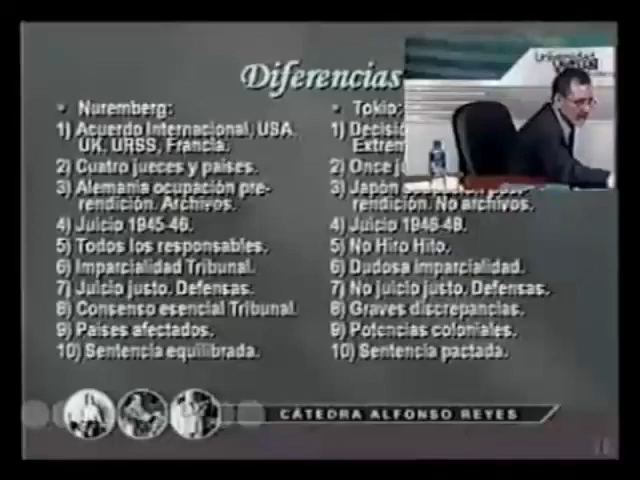 Diferencias
Nuremberg:
1) Acuerdo Internacional, USA,
UK, URSS, Francia.
2) Cuatro jueces y paises.
3) Alemania ocupación pre-
rendición. Archivos.
4) Juicio 1945-46.
5) Todos los responsables.
6) Imparcialidad Tribunal.
7) Juicio justo. Defensas.
8) Consenso esencial Tribunal.
9) Paises afectados.
10) Sentencia equilibrada.
Tokio:
1)
Extrem
2) Once
3) Japón
rendición. No archivos.
4) Juicio 1946-48.
5) No Hiro Hito.
6) Dudosa imparcialidad.
7) No juicio justo. Defensas.
8) Graves discrepancias.
9) Potencias coloniales.
10) Sentencia pactada.
CÁTEDRA ALFONSO REYES